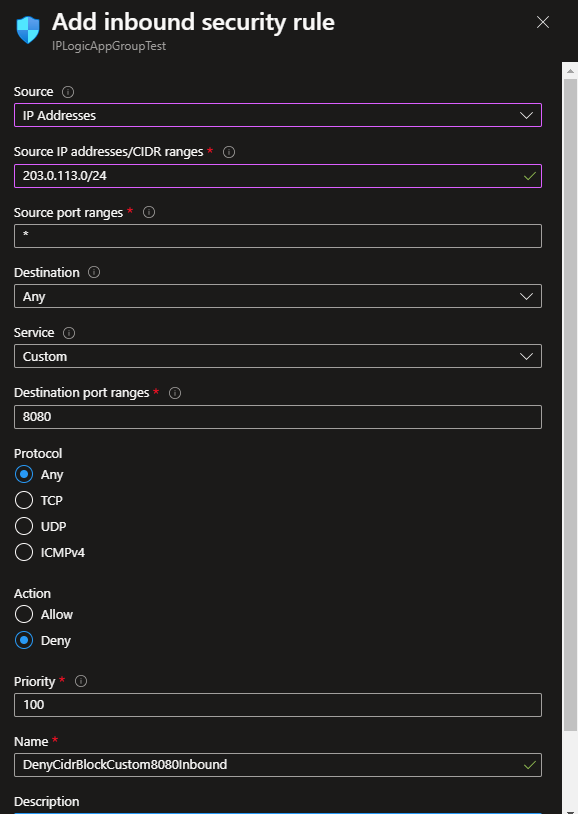 Add inbound security rule
IPLogicAppGroupTest
Source
IP Addresses
Source IP addresses/CIDR ranges *
203.0.113.0/24
Source port ranges *
*
Destination
Any
Service
Custom
Destination port ranges *
8080
Protocol
Any
TCP
UDP
ICMPv4
Action
Allow
Deny
Priority *
100
Name *
DenyCidrBlockCustom8080Inbound
Description